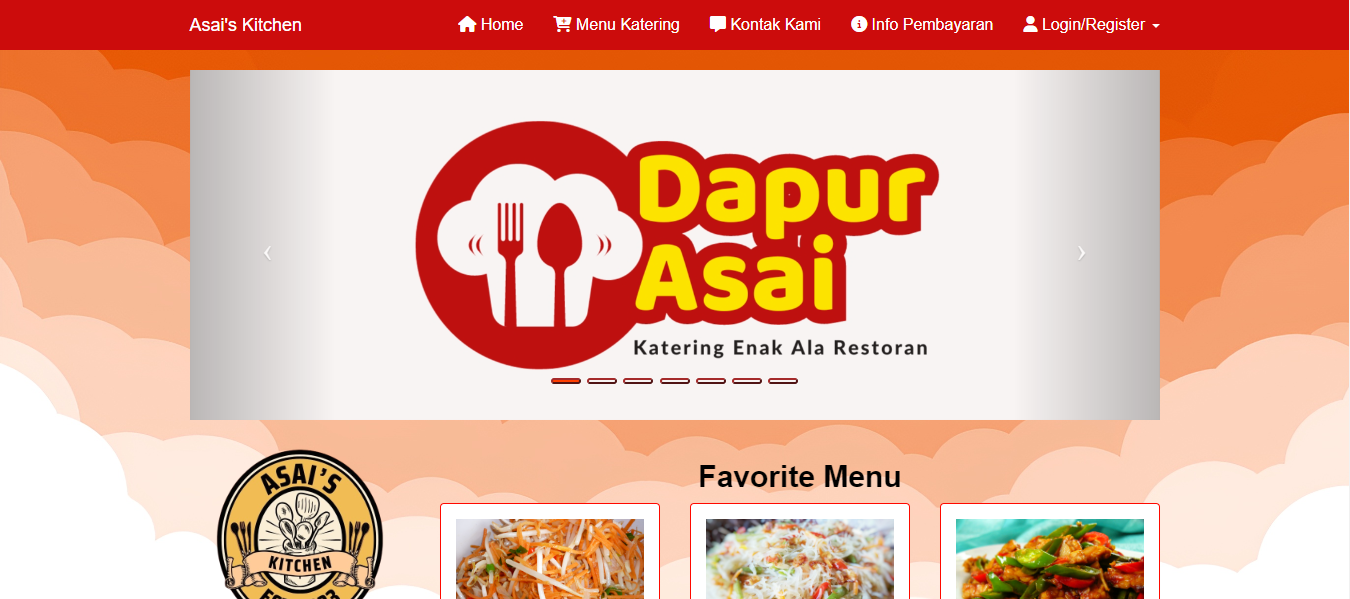 Asai's Kitchen
Home
Menu Katering
Kontak Kami
Info Pembayaran
Login/Register
Dapur
Asai
Katering Enak Ala Restoran
Favorite Menu
ASAI'S
KITCHEN